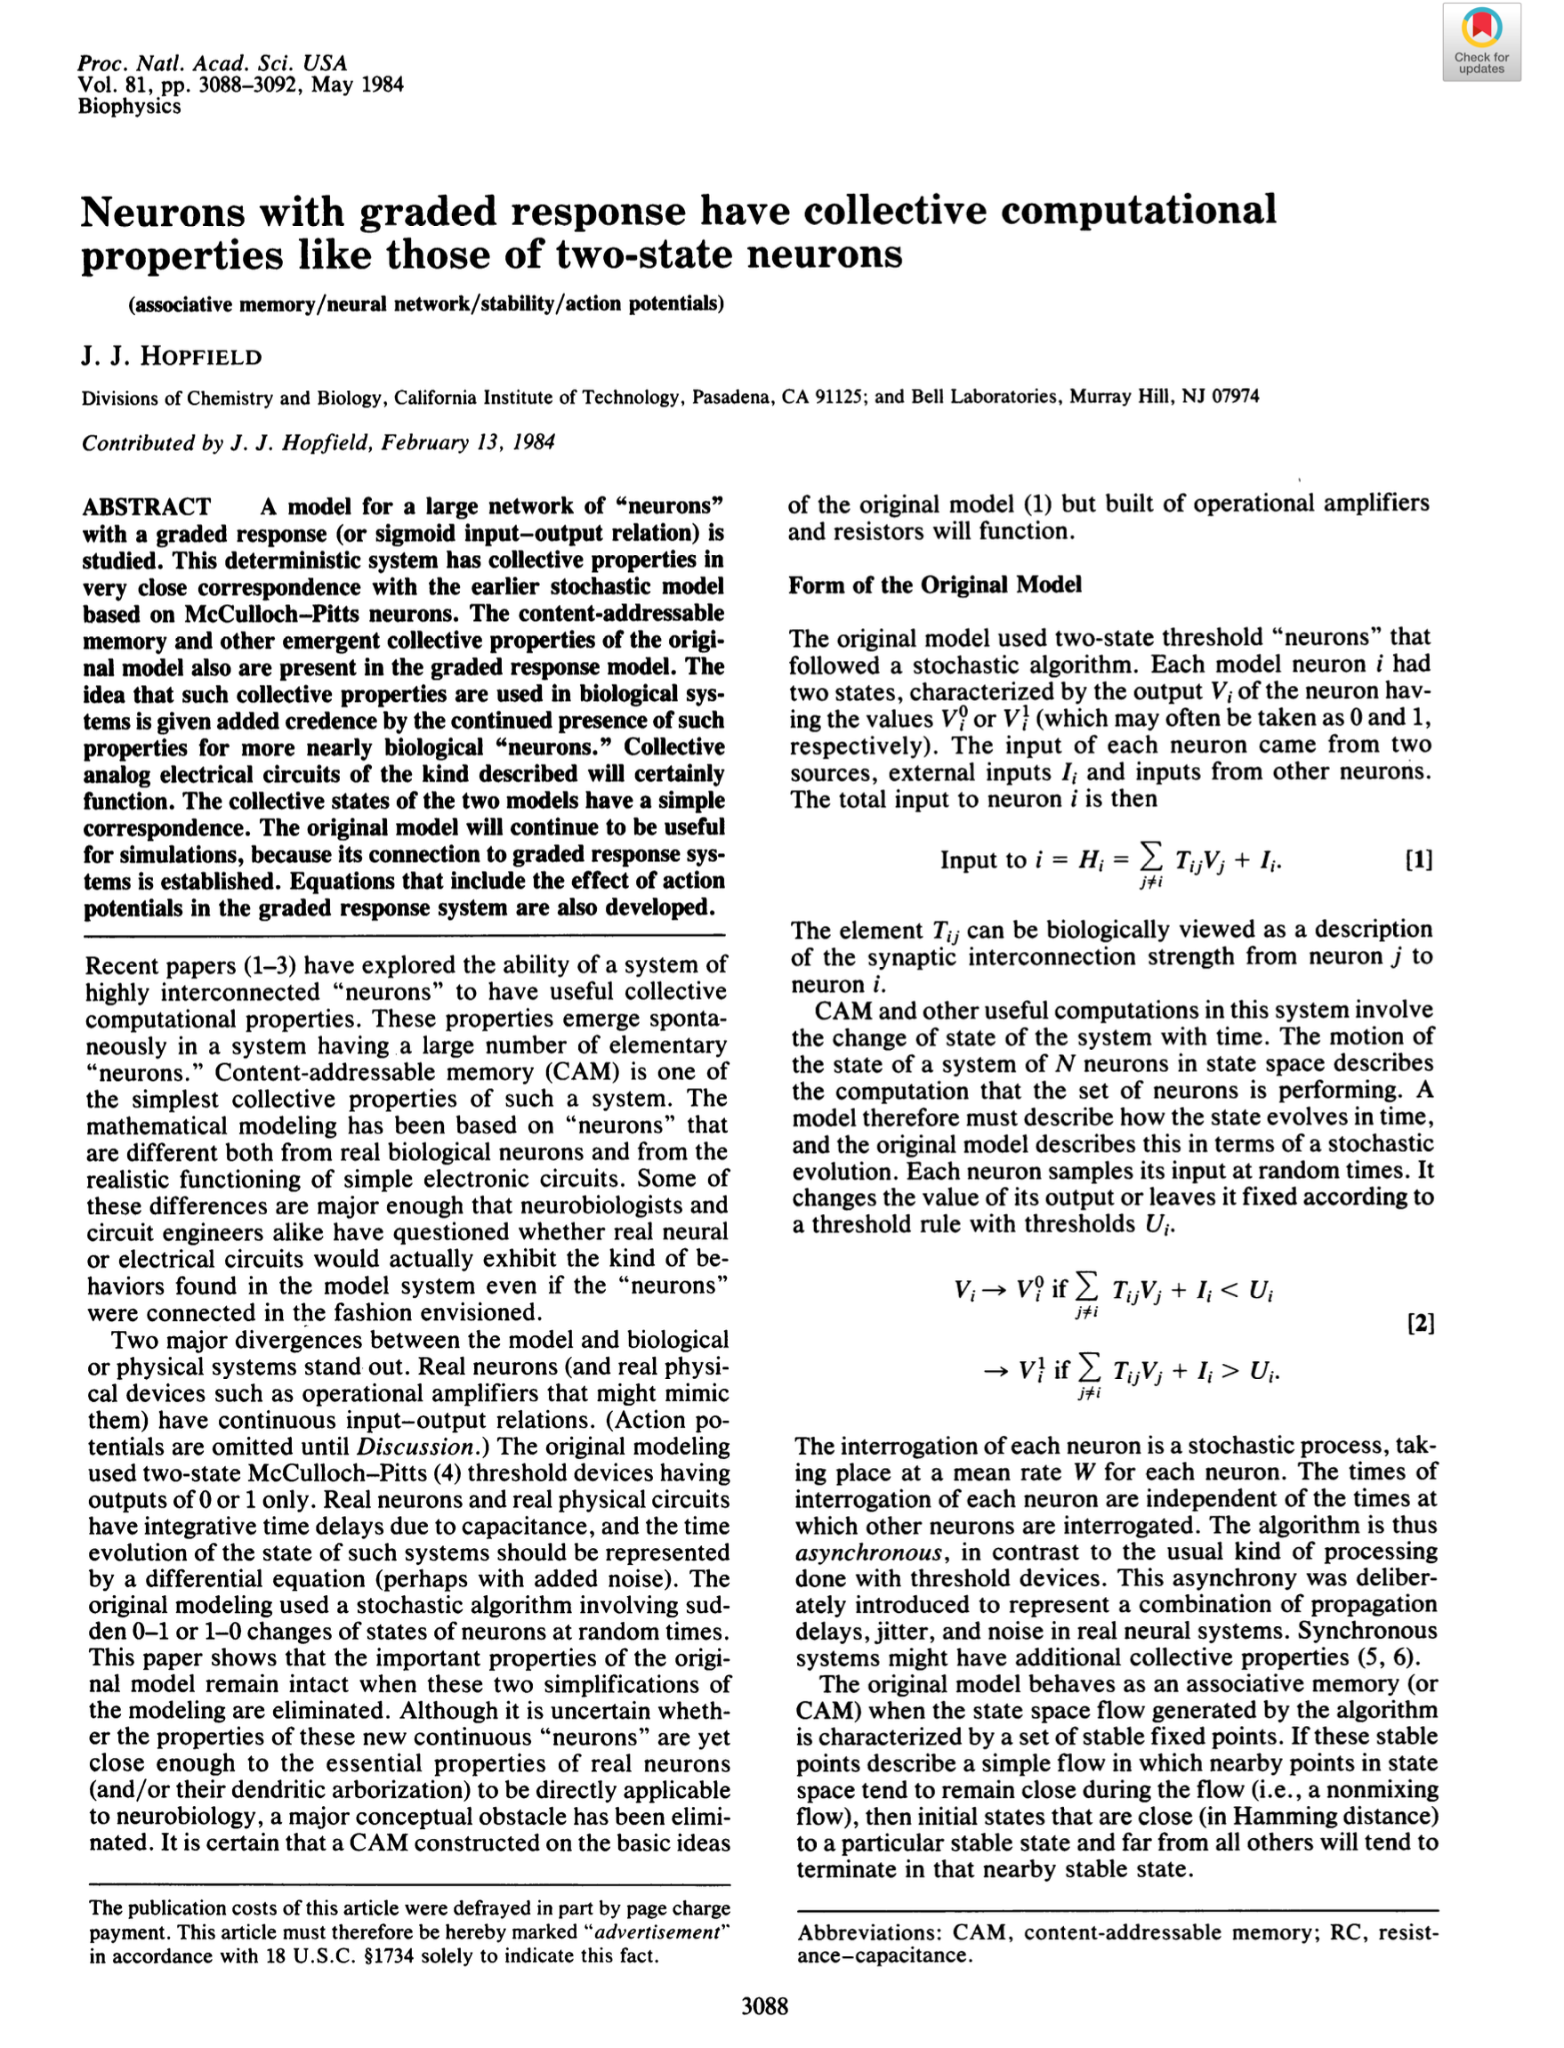 Check for
updates
Proc. Natl. Acad. Sci. USA
Vol. 81, pp. 3088–3092, May 1984
Biophysics
Neurons with graded response have collective computational
properties like those of two-state neurons
(associative memory/neural network/stability/action potentials)
J. J. HOPFIELD
Divisions of Chemistry and Biology, California Institute of Technology, Pasadena, CA 91125; and Bell Laboratories, Murray Hill, NJ 07974
Contributed by J. J. Hopfield, February 13, 1984
ABSTRACT A model for a large network of “neurons”
with a graded response (or sigmoid input–output relation) is
studied. This deterministic system has collective properties in
very close correspondence with the earlier stochastic model
based on McCulloch–Pitts neurons. The content-addressable
memory and other emergent collective properties of the origi-
nal model also are present in the graded response model. The
idea that such collective properties are used in biological sys-
tems is given added credence by the continued presence of such
properties for more nearly biological “neurons.” Collective
analog electrical circuits of the kind described will certainly
function. The collective states of the two models have a simple
correspondence. The original model will continue to be useful
for simulations, because its connection to graded response sys-
tems is established. Equations that include the effect of action
potentials in the graded response system are also developed.
Recent papers (1–3) have explored the ability of a system of
highly interconnected “neurons” to have useful collective
computational properties. These properties emerge sponta-
neously in a system having a large number of elementary
“neurons.” Content-addressable memory (CAM) is one of
the simplest collective properties of such a system. The
mathematical modeling has been based on “neurons” that
are different both from real biological neurons and from the
realistic functioning of simple electronic circuits. Some of
these differences are major enough that neurobiologists and
circuit engineers alike have questioned whether real neural
or electrical circuits would actually exhibit the kind of be-
haviors found in the model system even if the “neurons”
were connected in the fashion envisioned.
Two major divergences between the model and biological
or physical systems stand out. Real neurons (and real physi-
cal devices such as operational amplifiers that might mimic
them) have continuous input–output relations. (Action po-
tentials are omitted until Discussion.) The original modeling
used two-state McCulloch–Pitts (4) threshold devices having
outputs of 0 or 1 only. Real neurons and real physical circuits
have integrative time delays due to capacitance, and the time
evolution of the state of such systems should be represented
by a differential equation (perhaps with added noise). The
original modeling used a stochastic algorithm involving sud-
den 0–1 or 1–0 changes of states of neurons at random times.
This paper shows that the important properties of the origi-
nal model remain intact when these two simplifications of
the modeling are eliminated. Although it is uncertain wheth-
er the properties of these new continuous “neurons” are yet
close enough to the essential properties of real neurons
(and/or their dendritic arborization) to be directly applicable
to neurobiology, a major conceptual obstacle has been elimi-
nated. It is certain that a CAM constructed on the basic ideas
The publication costs of this article were defrayed in part by page charge
payment. This article must therefore be hereby marked “advertisement”
in accordance with 18 U.S.C. §1734 solely to indicate this fact.
of the original model (1) but built of operational amplifiers
and resistors will function.
Form of the Original Model
The original model used two-state threshold “neurons” that
followed a stochastic algorithm. Each model neuron i had
two states, characterized by the output Vᵢ of the neuron hav-
ing the values Vᵢ⁰ or Vᵢ¹ (which may often be taken as 0 and 1,
respectively). The input of each neuron came from two
sources, external inputs Iᵢ and inputs from other neurons.
The total input to neuron i is then
Input to i = Hᵢ = ∑ TᵢⱼVⱼ + Iᵢ. [1]
j≠i
The element Tᵢⱼ can be biologically viewed as a description
of the synaptic interconnection strength from neuron j to
neuron i.
CAM and other useful computations in this system involve
the change of state of the system with time. The motion of
the state of a system of N neurons in state space describes
the computation that the set of neurons is performing. A
model therefore must describe how the state evolves in time,
and the original model describes this in terms of a stochastic
evolution. Each neuron samples its input at random times. It
changes the value of its output or leaves it fixed according to
a threshold rule with thresholds Uᵢ.
Vᵢ → Vᵢ⁰ if ∑ TᵢⱼVⱼ + Iᵢ < Uᵢ
j≠i
[2]
→ Vᵢ¹ if ∑ TᵢⱼVⱼ + Iᵢ > Uᵢ.
j≠i
The interrogation of each neuron is a stochastic process, tak-
ing place at a mean rate W for each neuron. The times of
interrogation of each neuron are independent of the times at
which other neurons are interrogated. The algorithm is thus
asynchronous, in contrast to the usual kind of processing
done with threshold devices. This asynchrony was deliber-
ately introduced to represent a combination of propagation
delays, jitter, and noise in real neural systems. Synchronous
systems might have additional collective properties (5, 6).
The original model behaves as an associative memory (or
CAM) when the state space flow generated by the algorithm
is characterized by a set of stable fixed points. If these stable
points describe a simple flow in which nearby points in state
space tend to remain close during the flow (i.e., a nonmixing
flow), then initial states that are close (in Hamming distance)
to a particular stable state and far from all others will tend to
terminate in that nearby stable state.
Abbreviations: CAM, content-addressable memory; RC, resist-
ance–capacitance.
3088